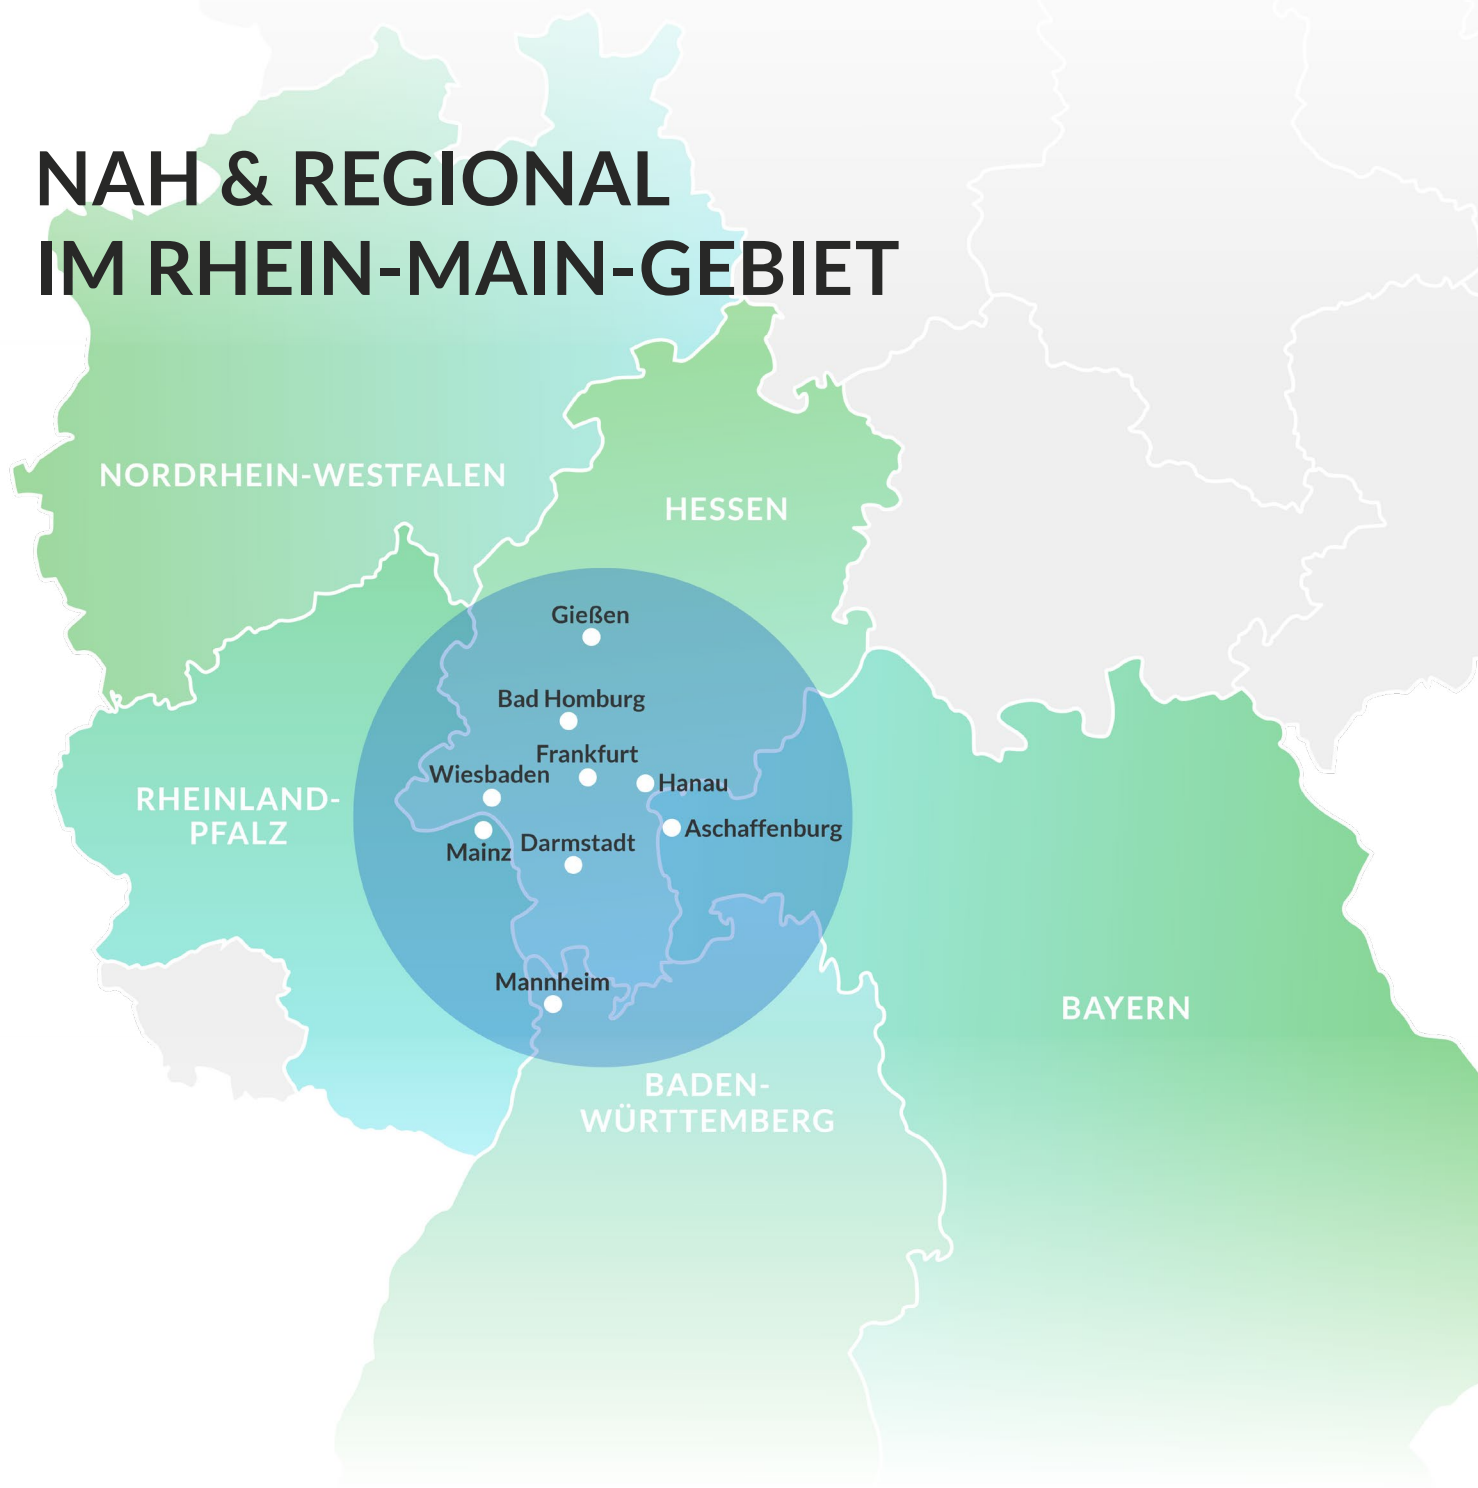 NAH & REGIONAL
IM RHEIN-MAIN-GEBIET
NORDRHEIN-WESTFALEN
HESSEN
Gießen
Bad Homburg
Frankfurt
Wiesbaden
Hanau
RHEINLAND-
PFALZ
Aschaffenburg
Mainz
Darmstadt
Mannheim
BAYERN
BADEN-
WÜRTTEMBERG